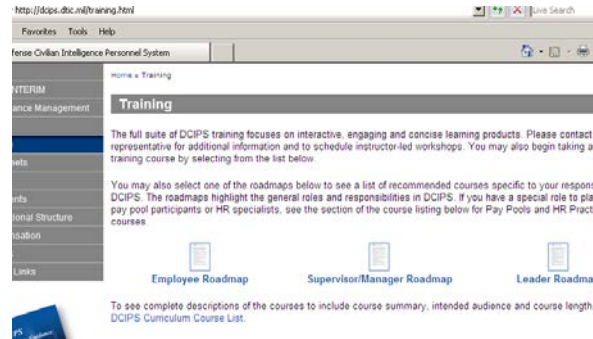 http://dcips.dtic.mil/training.html
Live Search
Favorites Tools Help
fense Civilian Intelligence Personnel System
Home » Training
NTERIM
ance Management
Training
The full suite of DCIPS training focuses on interactive, engaging and concise learning products. Please contact
representative for additional information and to schedule instructor-led workshops. You may also begin taking a
training course by selecting from the list below.
eets
You may also select one of the roadmaps below to see a list of recommended courses specific to your respons
DCIPS. The roadmaps highlight the general roles and responsibilities in DCIPS. If you have a special role to pla
pay pool participants or HR specialists, see the section of the course listing below for Pay Pools and HR Pract
courses.
ents
ional Structure
nsation
Links
Employee Roadmap
Supervisor/Manager Roadmap
Leader Roadma
To see complete descriptions of the courses to include course summary, intended audience and course length
DCIPS Curriculum Course List.